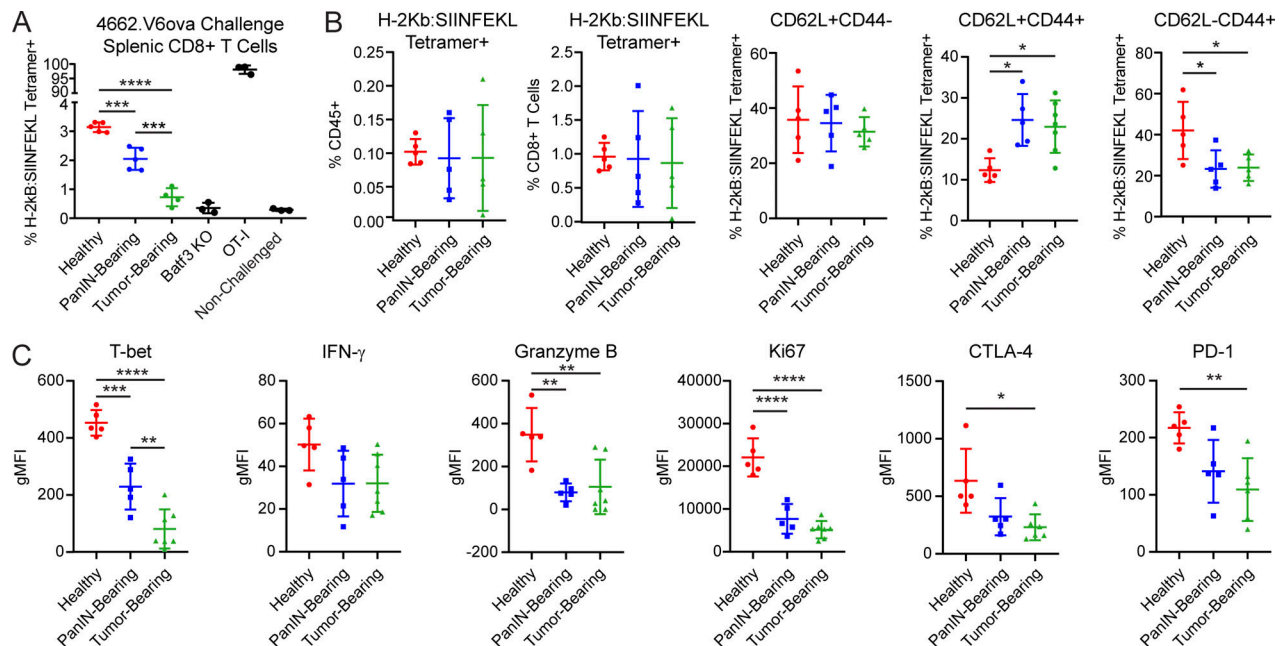 A
4662.V6ova Challenge
Splenic CD8+ T Cells
% H-2kB:SIINFEKL Tetramer+
100
95
90
4
3
2
1
0
****
***
***
Healthy
PanIN-Bearing
Tumor-Bearing
Batf3 KO
OT-I
Non-Challenged
B
H-2Kb:SIINFEKL
Tetramer+
% CD45+
0.25
0.20
0.15
0.10
0.05
0.00
Healthy
PanIN-Bearing
Tumor-Bearing
H-2Kb:SIINFEKL
Tetramer+
% CD8+ T Cells
2.5
2.0
1.5
1.0
0.5
0.0
Healthy
PanIN-Bearing
Tumor-Bearing
CD62L+CD44-
% H-2kB:SIINFEKL Tetramer+
60
40
20
0
Healthy
PanIN-Bearing
Tumor-Bearing
CD62L+CD44+
% H-2kB:SIINFEKL Tetramer+
40
30
20
10
0
*
*
Healthy
PanIN-Bearing
Tumor-Bearing
CD62L-CD44+
% H-2kB:SIINFEKL Tetramer+
80
60
40
20
0
*
*
Healthy
PanIN-Bearing
Tumor-Bearing
C
T-bet
gMFI
600
400
200
0
****
***
**
Healthy
PanIN-Bearing
Tumor-Bearing
IFN-γ
gMFI
80
60
40
20
0
Healthy
PanIN-Bearing
Tumor-Bearing
Granzyme B
gMFI
600
400
200
0
-200
**
**
Healthy
PanIN-Bearing
Tumor-Bearing
Ki67
gMFI
40000
30000
20000
10000
0
****
****
Healthy
PanIN-Bearing
Tumor-Bearing
CTLA-4
gMFI
1500
1000
500
0
*
Healthy
PanIN-Bearing
Tumor-Bearing
PD-1
gMFI
300
200
100
0
**
Healthy
PanIN-Bearing
Tumor-Bearing